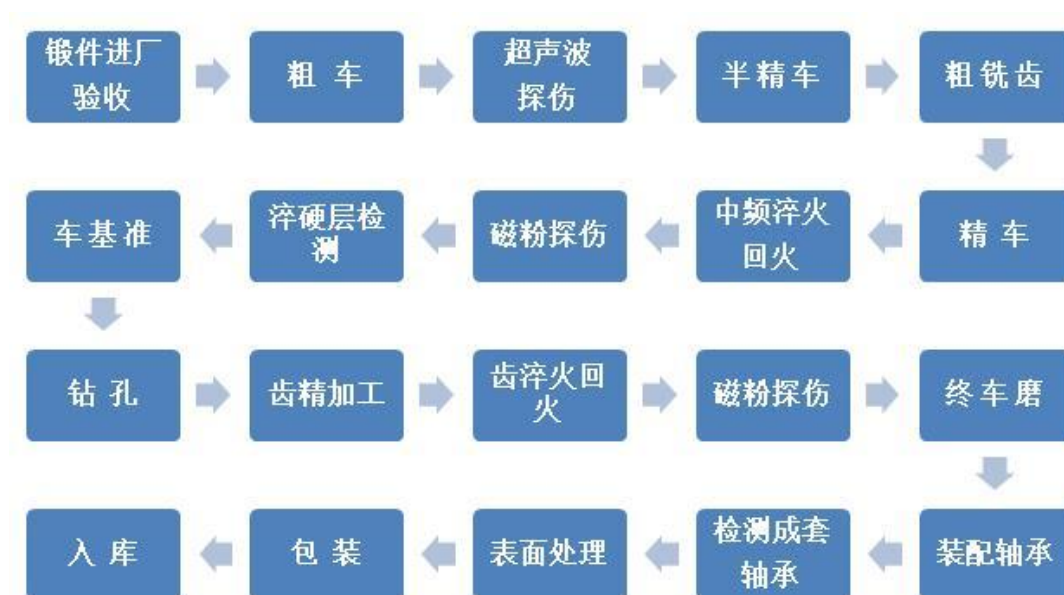 锻件进厂
验收
粗 车
超声波
探伤
半精车
粗铣齿
精 车
中频淬火
回火
磁粉探伤
淬硬层检
测
车基准
钻 孔
齿精加工
齿淬火回
火
磁粉探伤
终车磨
装配轴承
检测成套
轴承
表面处理
包 装
入 库